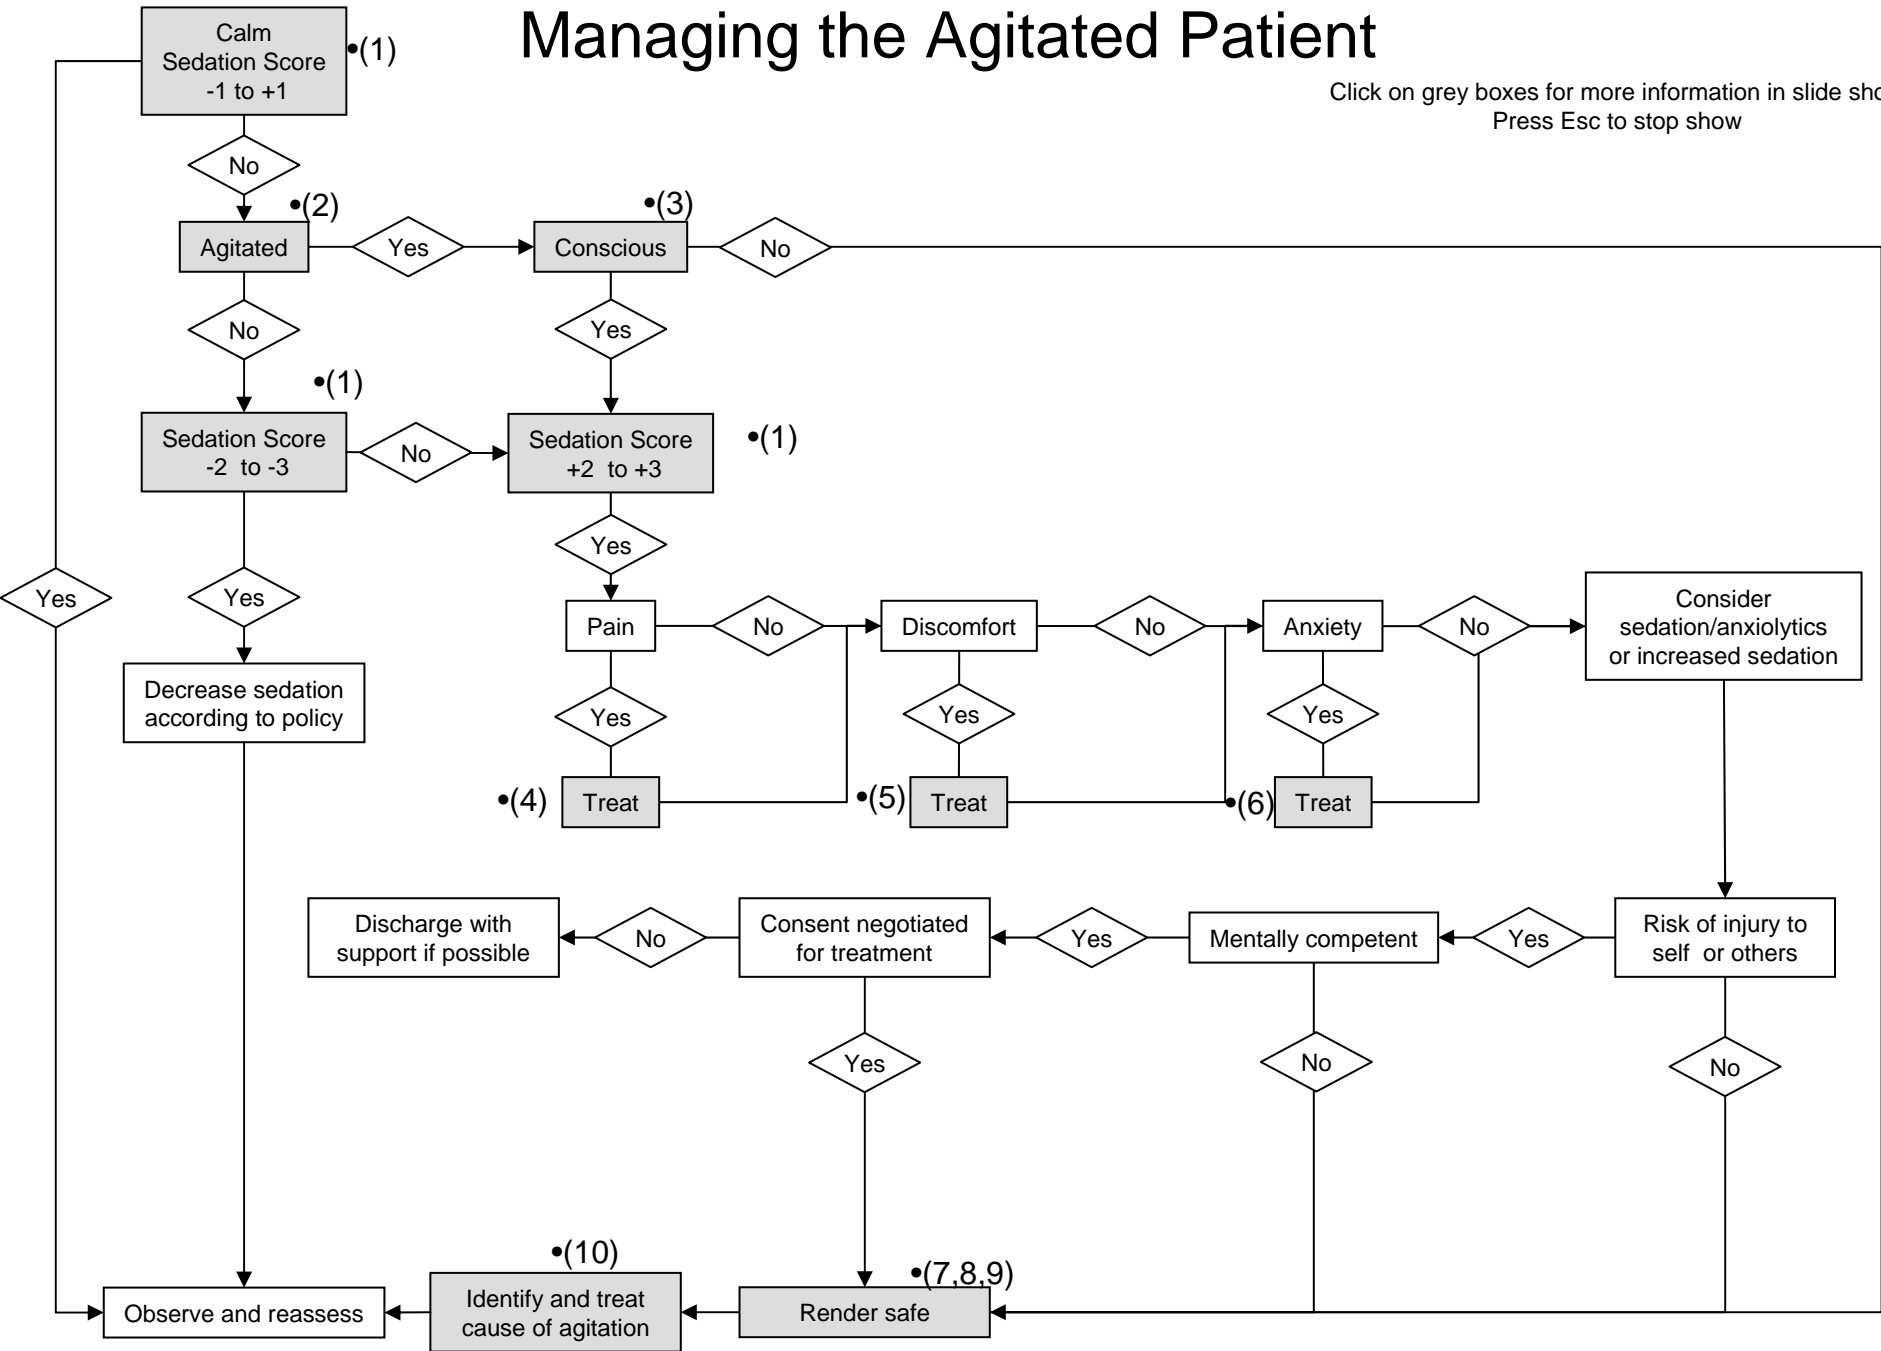 Managing the Agitated Patient
Click on grey boxes for more information in slide sho
Press Esc to stop show
Calm
Sedation Score
-1 to +1
•(1)
No
•(2)
•(3)
Agitated
Yes
Conscious
No
No
Yes
•(1)
Sedation Score
-2 to -3
No
Sedation Score
+2 to +3
•(1)
Yes
Yes
Yes
Pain
No
Discomfort
No
Anxiety
No
Consider
sedation/anxiolytics
or increased sedation
Decrease sedation
according to policy
Yes
Yes
Yes
•(4)
Treat
•(5)
Treat
•(6)
Treat
Discharge with
support if possible
No
Consent negotiated
for treatment
Yes
Mentally competent
Yes
Risk of injury to
self or others
Yes
No
No
•(10)
•(7,8,9)
Observe and reassess
Identify and treat
cause of agitation
Render safe